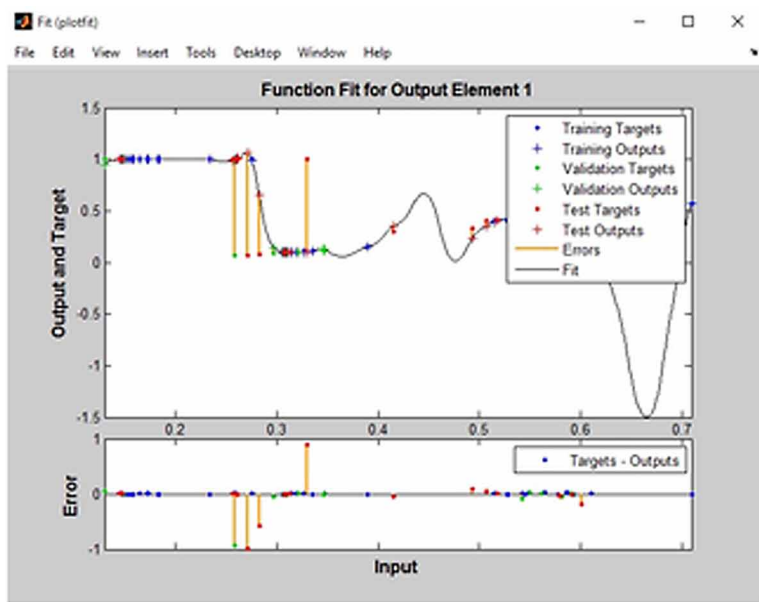 Fit (plotfit)
File Edit View Insert Tools Desktop Window Help
Function Fit for Output Element 1
Output and Target
1.5
1
0.5
0
-0.5
-1
-1.5
Training Targets
Training Outputs
Validation Targets
Validation Outputs
Test Targets
Test Outputs
Errors
Fit
0.2 0.3 0.4 0.5 0.6 0.7
Error
1
0
-1
Targets - Outputs
Input